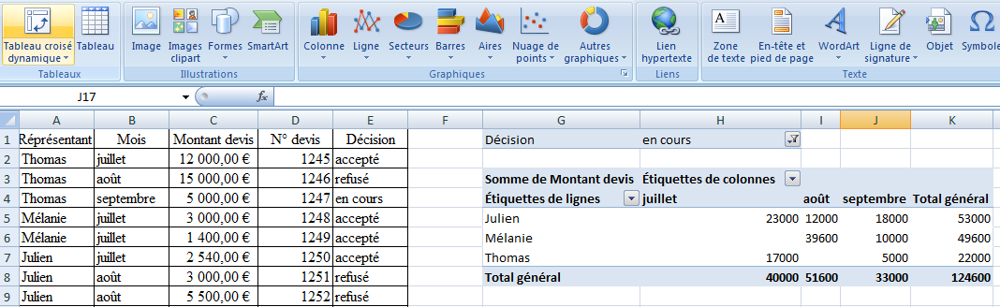 Tableau croisé dynamique Tableau Image Images clipart Formes SmartArt Colonne Ligne Secteurs Barres Aires Nuage de points Autres graphiques Lien hypertexte Zone de texte En-tête et pied de page WordArt Ligne de signature Objet Symbole
Tableaux Illustrations Graphiques Liens Texte
J17 fx
A B C D E F G H I J K
1 Réprésentant Mois Montant devis N° devis Décision Décision en cours
2 Thomas juillet 12 000,00 € 1245 accepté
3 Thomas août 15 000,00 € 1246 refusé Somme de Montant devis Étiquettes de colonnes
4 Thomas septembre 5 000,00 € 1247 en cours Étiquettes de lignes juillet août septembre Total général
5 Mélanie juillet 3 000,00 € 1248 accepté Julien 23000 12000 18000 53000
6 Mélanie juillet 1 400,00 € 1249 accepté Mélanie 39600 10000 49600
7 Julien juillet 2 540,00 € 1250 accepté Thomas 17000 5000 22000
8 Julien août 3 000,00 € 1251 refusé Total général 40000 51600 33000 124600
9 Julien août 5 500,00 € 1252 refusé